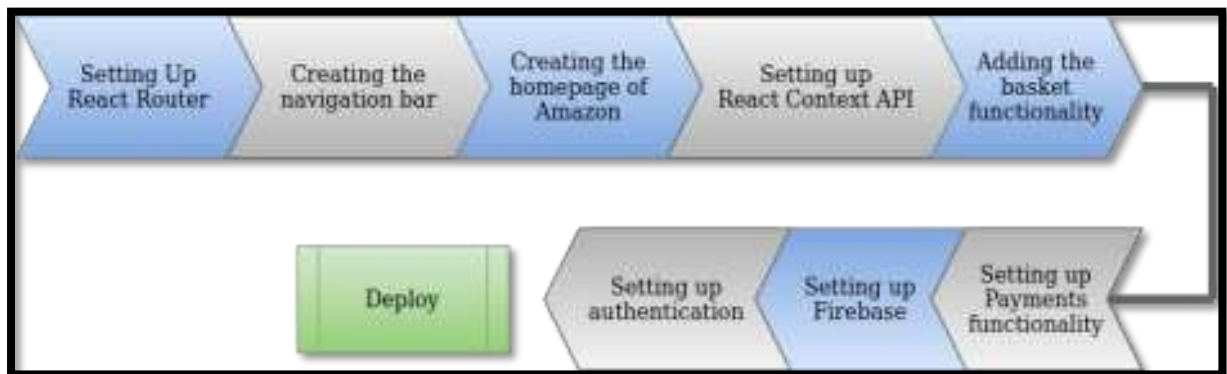 Setting Up
React Router
Creating the
navigation bar
Creating the
homepage of
Amazon
Setting up
React Context API
Adding the
basket
functionality
Setting up
Payments
functionality
Setting up
Firebase
Setting up
authentication
Deploy